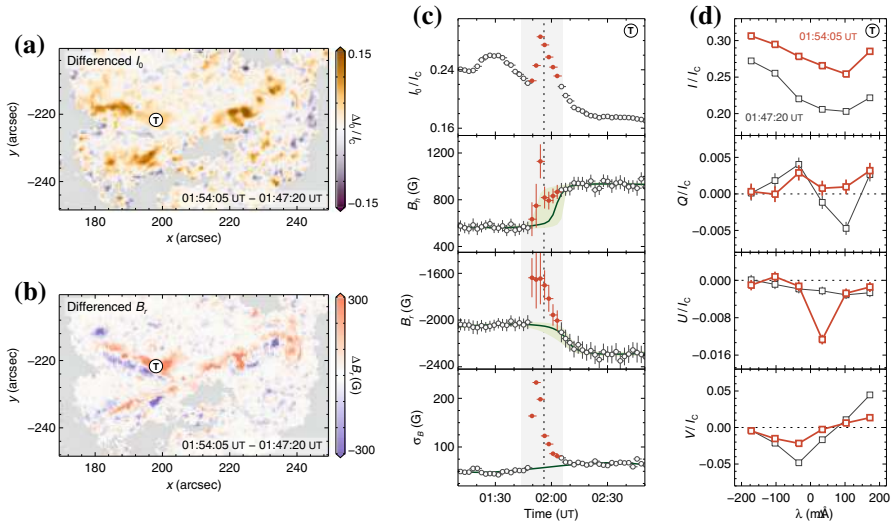 (a)
Differenced I0
T
01:54:05 UT − 01:47:20 UT
y (arcsec)
−220
−240
180
200
220
240
x (arcsec)
0.15
ΔI0 / IC
−0.15
(b)
Differenced Br
T
01:54:05 UT − 01:47:20 UT
y (arcsec)
−220
−240
180
200
220
240
x (arcsec)
300
Δ Br (G)
−300
(c)
T
I0 / IC
0.24
0.16
Bh (G)
1200
800
400
Br (G)
−1600
−2000
−2400
σB (G)
200
100
01:30
02:00
02:30
Time (UT)
(d)
T
01:54:05 UT
01:47:20 UT
I / IC
0.30
0.25
0.20
Q / IC
0.005
0.000
−0.005
U / IC
0.000
−0.008
−0.016
V / IC
0.05
0.00
−0.05
−200
−100
0
100
200